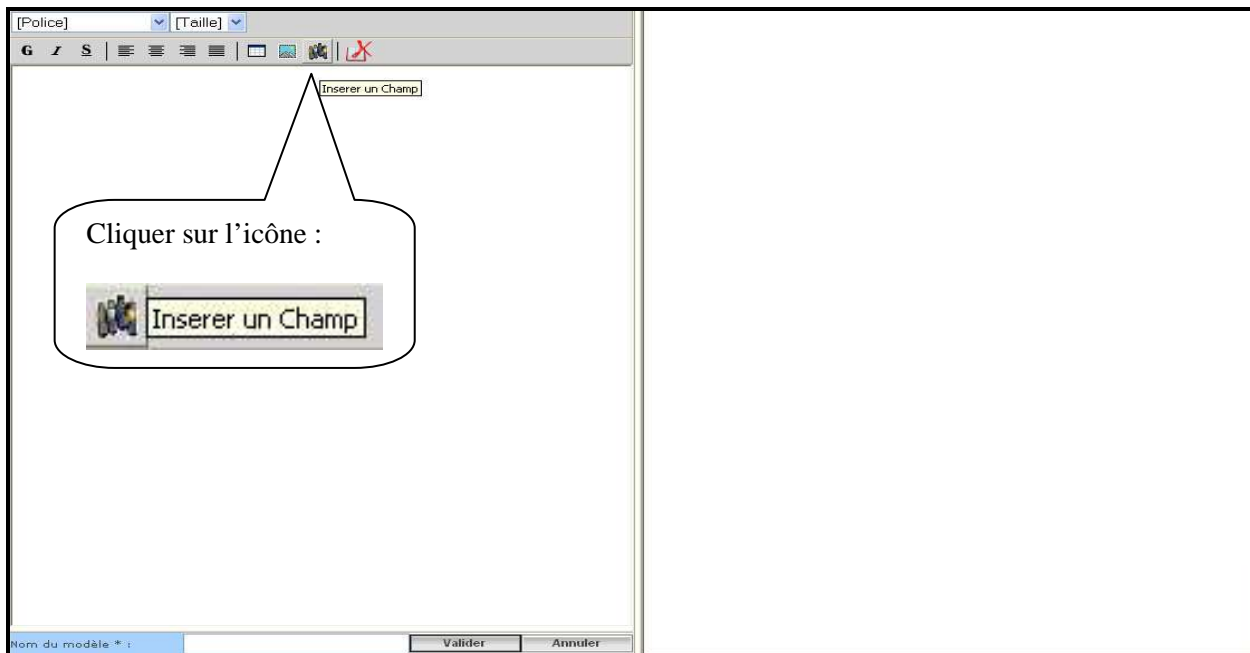 [Police] [Taille]
G I S
Inserer un Champ
Cliquer sur l’icône :
Inserer un Champ
Nom du modèle * : Valider Annuler